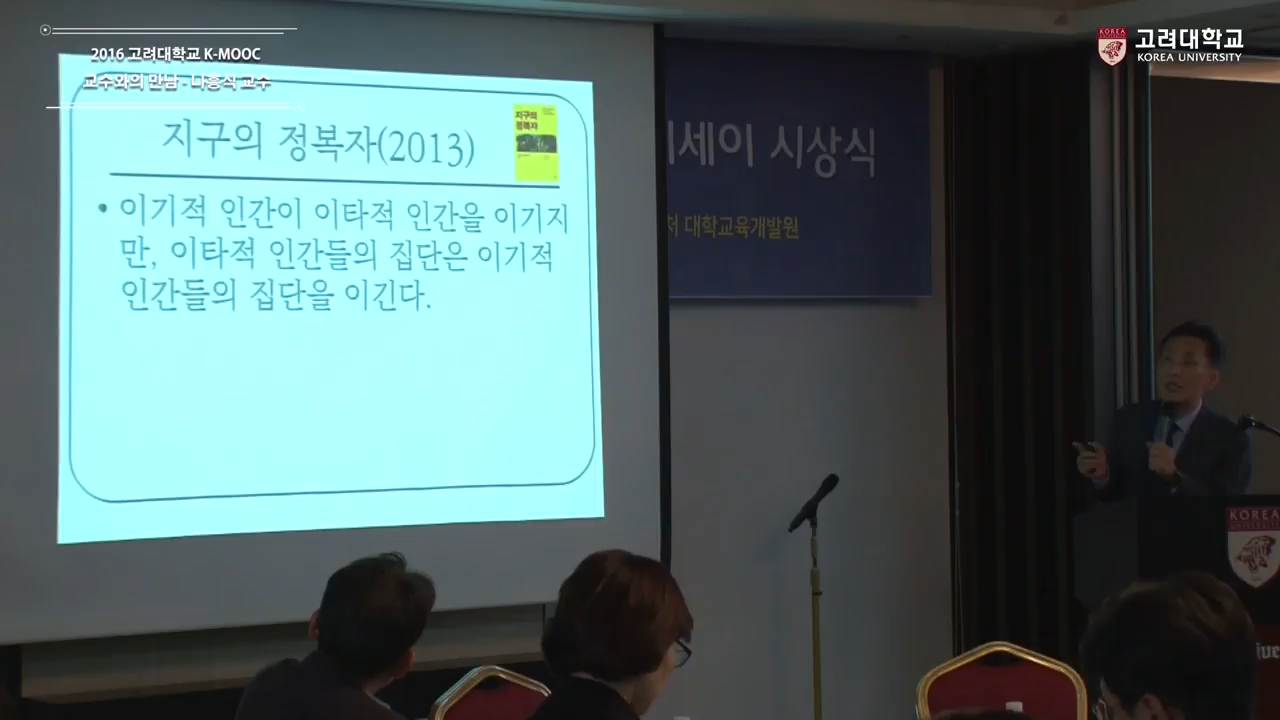 2016 고려대학교 K-MOOC
교수와의 만남 - 나흥식 교수
KOREA
고려대학교
KOREA UNIVERSITY
지구의 정복자(2013)
지구의
정복자
• 이기적 인간이 이타적 인간을 이기지
만, 이타적 인간들의 집단은 이기적
인간들의 집단을 이긴다.
세이 시상식
처 대학교육개발원
KOREA
UNIVERSITY